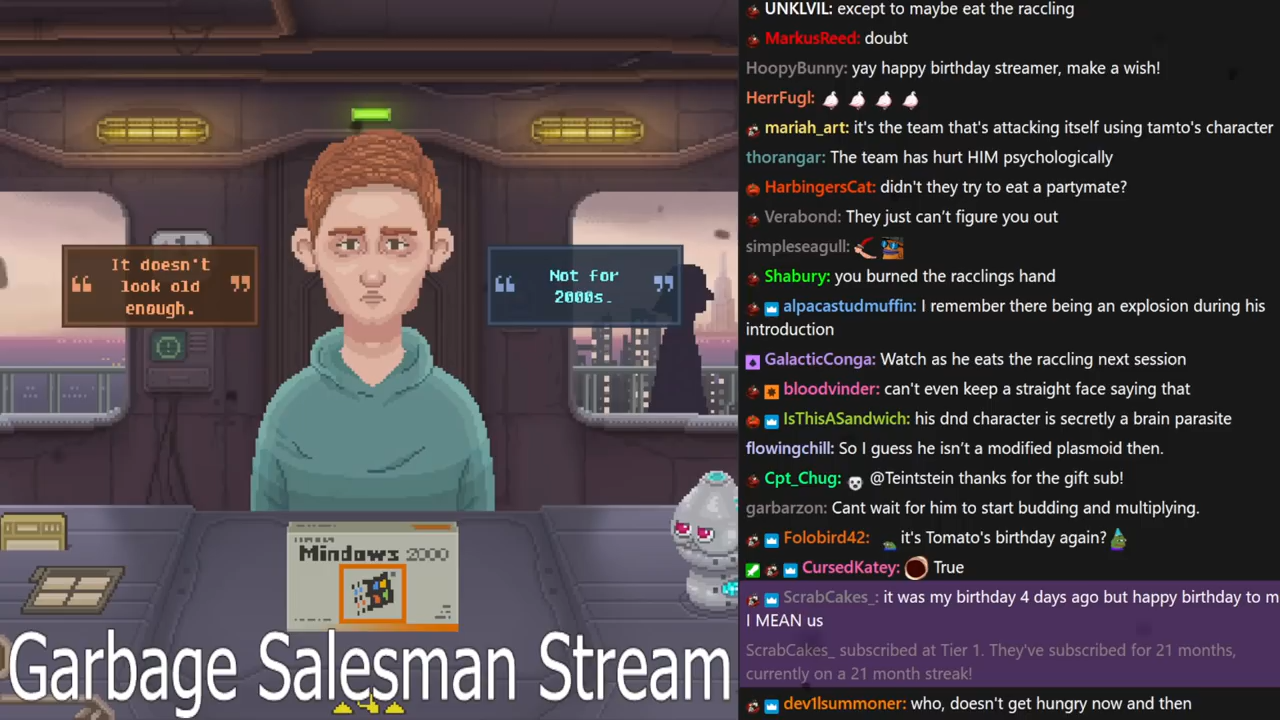 It doesn't
look old
enough.
Not for
2000s.
Mindows 2000
Garbage Salesman Stream
UNKLVIL: except to maybe eat the raccling
MarkusReed: doubt
HoopyBunny: yay happy birthday streamer, make a wish!
HerrFugl:
mariah_art: it's the team that's attacking itself using tamto's character
thorangar: The team has hurt HIM psychologically
HarbingersCat: didn't they try to eat a partymate?
Verabond: They just can't figure you out
simpleseagull:
Shabury: you burned the racclings hand
alpacastudmuffin: I remember there being an explosion during his
introduction
GalacticConga: Watch as he eats the raccling next session
bloodvinder: can't even keep a straight face saying that
IsThisASandwich: his dnd character is secretly a brain parasite
flowingchill: So I guess he isn't a modified plasmoid then.
Cpt_Chug: @Teintstein thanks for the gift sub!
garbarzon: Cant wait for him to start budding and multiplying.
Folobird42: it's Tomato's birthday again?
CursedKatey: True
ScrabCakes_: it was my birthday 4 days ago but happy birthday to m
I MEAN us
ScrabCakes_ subscribed at Tier 1. They've subscribed for 21 months,
currently on a 21 month streak!
dev1lsummoner: who, doesn't get hungry now and then